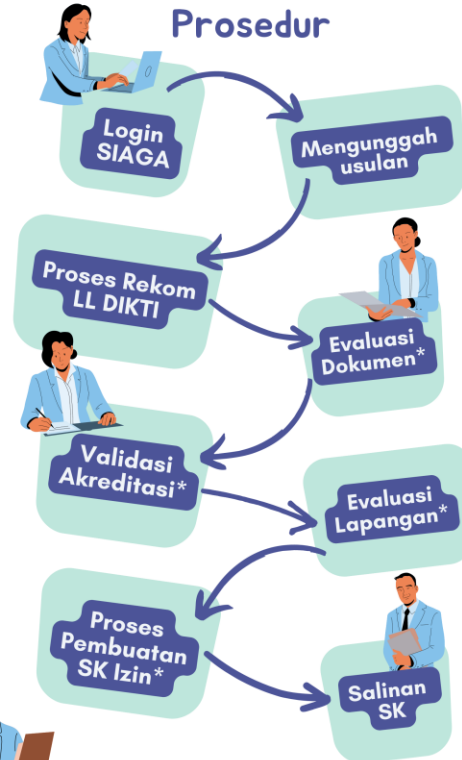 Prosedur
Login
SIAGA
Mengunggah
usulan
Proses Rekom
LL DIKTI
Evaluasi
Dokumen*
Validasi
Akreditasi*
Evaluasi
Lapangan*
Proses
Pembuatan
SK Izin*
Salinan
SK